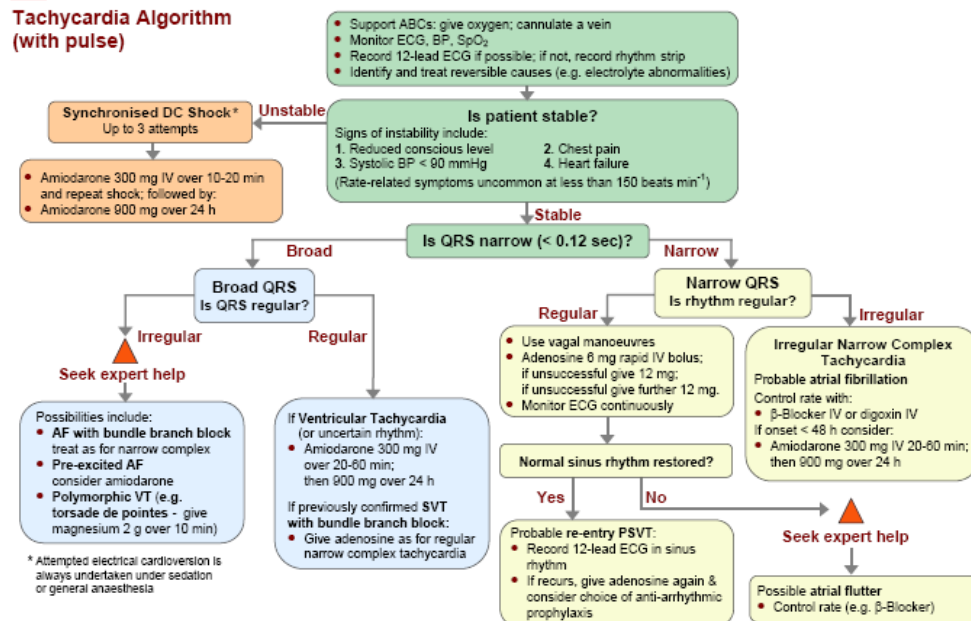 Tachycardia Algorithm
(with pulse)
• Support ABCs: give oxygen; cannulate a vein
• Monitor ECG, BP, SpO₂
• Record 12-lead ECG if possible; if not, record rhythm strip
• Identify and treat reversible causes (e.g. electrolyte abnormalities)
Synchronised DC Shock*
Up to 3 attempts
Unstable
Is patient stable?
Signs of instability include:
1. Reduced conscious level 2. Chest pain
3. Systolic BP < 90 mmHg 4. Heart failure
(Rate-related symptoms uncommon at less than 150 beats min⁻¹)
• Amiodarone 300 mg IV over 10-20 min
and repeat shock; followed by:
• Amiodarone 900 mg over 24 h
Stable
Is QRS narrow (< 0.12 sec)?
Broad
Narrow
Broad QRS
Is QRS regular?
Narrow QRS
Is rhythm regular?
Irregular
Regular
Regular
Irregular
Seek expert help
• Use vagal manoeuvres
• Adenosine 6 mg rapid IV bolus;
if unsuccessful give 12 mg;
if unsuccessful give further 12 mg.
• Monitor ECG continuously
Irregular Narrow Complex
Tachycardia
Probable atrial fibrillation
Control rate with:
• β-Blocker IV or digoxin IV
If onset < 48 h consider:
• Amiodarone 300 mg IV 20-60 min;
then 900 mg over 24 h
Possibilities include:
• AF with bundle branch block
treat as for narrow complex
• Pre-excited AF
consider amiodarone
• Polymorphic VT (e.g.
torsade de pointes - give
magnesium 2 g over 10 min)
If Ventricular Tachycardia
(or uncertain rhythm):
• Amiodarone 300 mg IV
over 20-60 min;
then 900 mg over 24 h
If previously confirmed SVT
with bundle branch block:
• Give adenosine as for regular
narrow complex tachycardia
Normal sinus rhythm restored?
Yes
No
Probable re-entry PSVT:
• Record 12-lead ECG in sinus
rhythm
• If recurs, give adenosine again &
consider choice of anti-arrhythmic
prophylaxis
Seek expert help
Possible atrial flutter
• Control rate (e.g. β-Blocker)
* Attempted electrical cardioversion is
always undertaken under sedation
or general anaesthesia